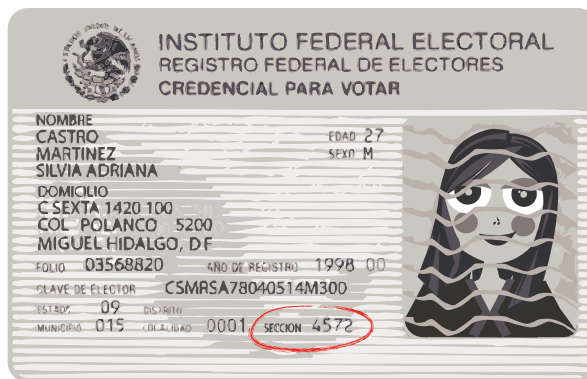 INSTITUTO FEDERAL ELECTORAL
REGISTRO FEDERAL DE ELECTORES
CREDENCIAL PARA VOTAR
NOMBRE
CASTRO
MARTINEZ
SILVIA ADRIANA
EDAD 27
SEXO M
DOMICILIO
C SEXTA 1420 100
COL POLANCO 5200
MIGUEL HIDALGO, D F
FOLIO 03568820 AÑO DE REGISTRO 1998 00
CLAVE DE ELECTOR CSMRSA78040514M300
ESTADO 09 DISTRITO
MUNICIPIO 015 LOCALIDAD 0001 SECCION 4572